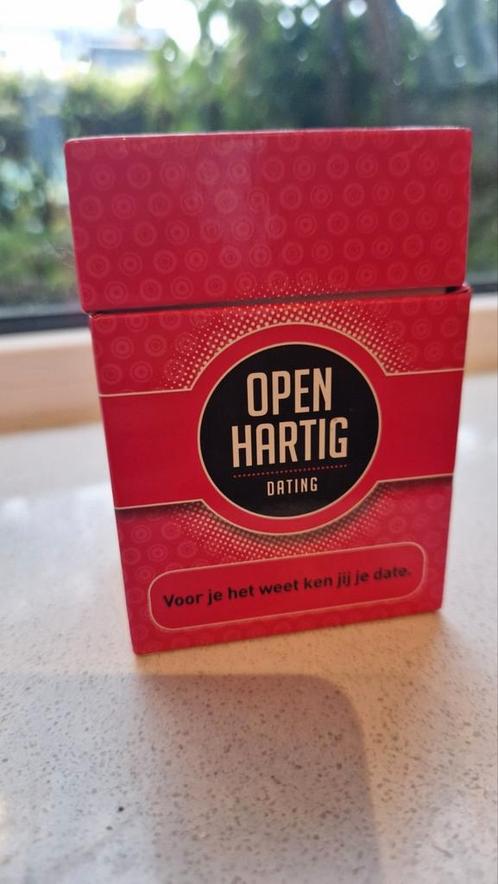 OPEN
HARTIG
DATING
Voor je het weet ken jij je date.